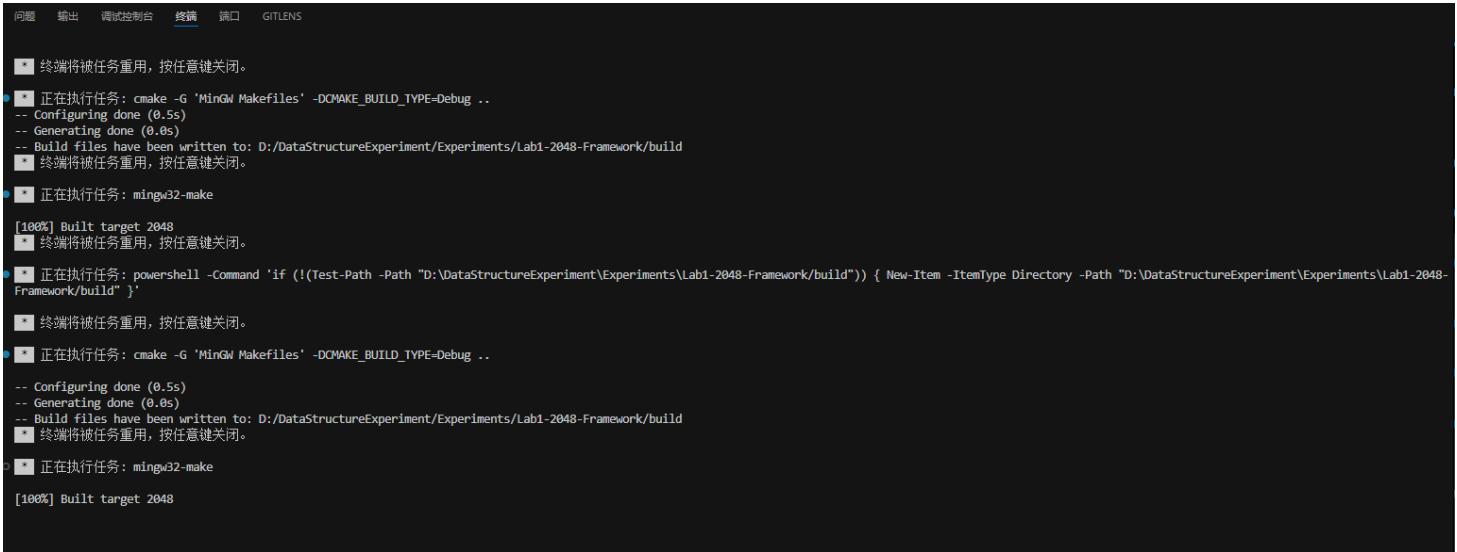 问题 输出 调试控制台 终端 端口 GITLENS
* 终端将被任务重用，按任意键关闭。
* 正在执行任务: cmake -G 'MinGW Makefiles' -DCMAKE_BUILD_TYPE=Debug ..
-- Configuring done (0.5s)
-- Generating done (0.0s)
-- Build files have been written to: D:/DataStructureExperiment/Experiments/Lab1-2048-Framework/build
* 终端将被任务重用，按任意键关闭。
* 正在执行任务: mingw32-make
[100%] Built target 2048
* 终端将被任务重用，按任意键关闭。
* 正在执行任务: powershell -Command 'if (!(Test-Path -Path "D:\DataStructureExperiment\Experiments\Lab1-2048-Framework/build")) { New-Item -ItemType Directory -Path "D:\DataStructureExperiment\Experiments\Lab1-2048-
Framework/build" }'
* 终端将被任务重用，按任意键关闭。
* 正在执行任务: cmake -G 'MinGW Makefiles' -DCMAKE_BUILD_TYPE=Debug ..
-- Configuring done (0.5s)
-- Generating done (0.0s)
-- Build files have been written to: D:/DataStructureExperiment/Experiments/Lab1-2048-Framework/build
* 终端将被任务重用，按任意键关闭。
* 正在执行任务: mingw32-make
[100%] Built target 2048